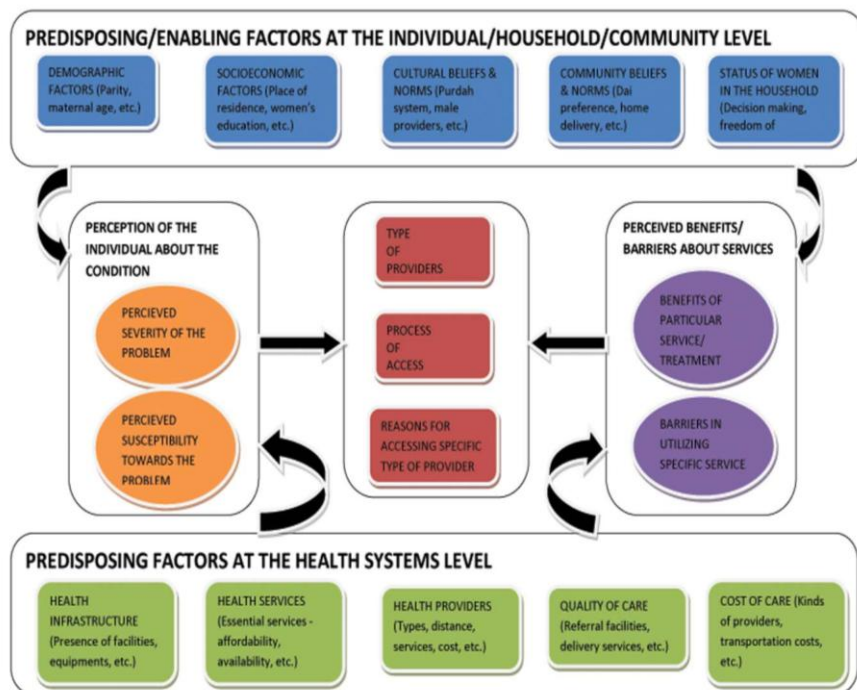 PREDISPOSING/ENABLING FACTORS AT THE INDIVIDUAL/HOUSEHOLD/COMMUNITY LEVEL
DEMOGRAPHIC
FACTORS (Parity,
maternal age, etc.)
SOCIOECONOMIC
FACTORS (Place of
residence, women's
education, etc.)
CULTURAL BELIEFS &
NORMS (Purdah
system, male
providers, etc.)
COMMUNITY BELIEFS
& NORMS (Dai
preference, home
delivery, etc.)
STATUS OF WOMEN
IN THE HOUSEHOLD
(Decision making,
freedom of
PERCEPTION OF THE
INDIVIDUAL ABOUT THE
CONDITION
PERCIEVED
SEVERITY OF THE
PROBLEM
PERCIEVED
SUSCEPTIBILITY
TOWARDS THE
PROBLEM
TYPE
OF
PROVIDERS
PROCESS
OF
ACCESS
REASONS FOR
ACCESSING SPECIFIC
TYPE OF PROVIDER
PERCEIVED BENEFITS/
BARRIERS ABOUT SERVICES
BENEFITS OF
PARTICULAR
SERVICE/
TREATMENT
BARRIERS IN
UTILIZING
SPECIFIC SERVICE
PREDISPOSING FACTORS AT THE HEALTH SYSTEMS LEVEL
HEALTH
INFRASTRUCTURE
(Presence of facilities,
equipments, etc.)
HEALTH SERVICES
(Essential services -
affordability,
availability, etc.)
HEALTH PROVIDERS
(Types, distance,
services, cost, etc.)
QUALITY OF CARE
(Referral facilities,
delivery services, etc.)
COST OF CARE (Kinds
of providers,
transportation costs,
etc.)